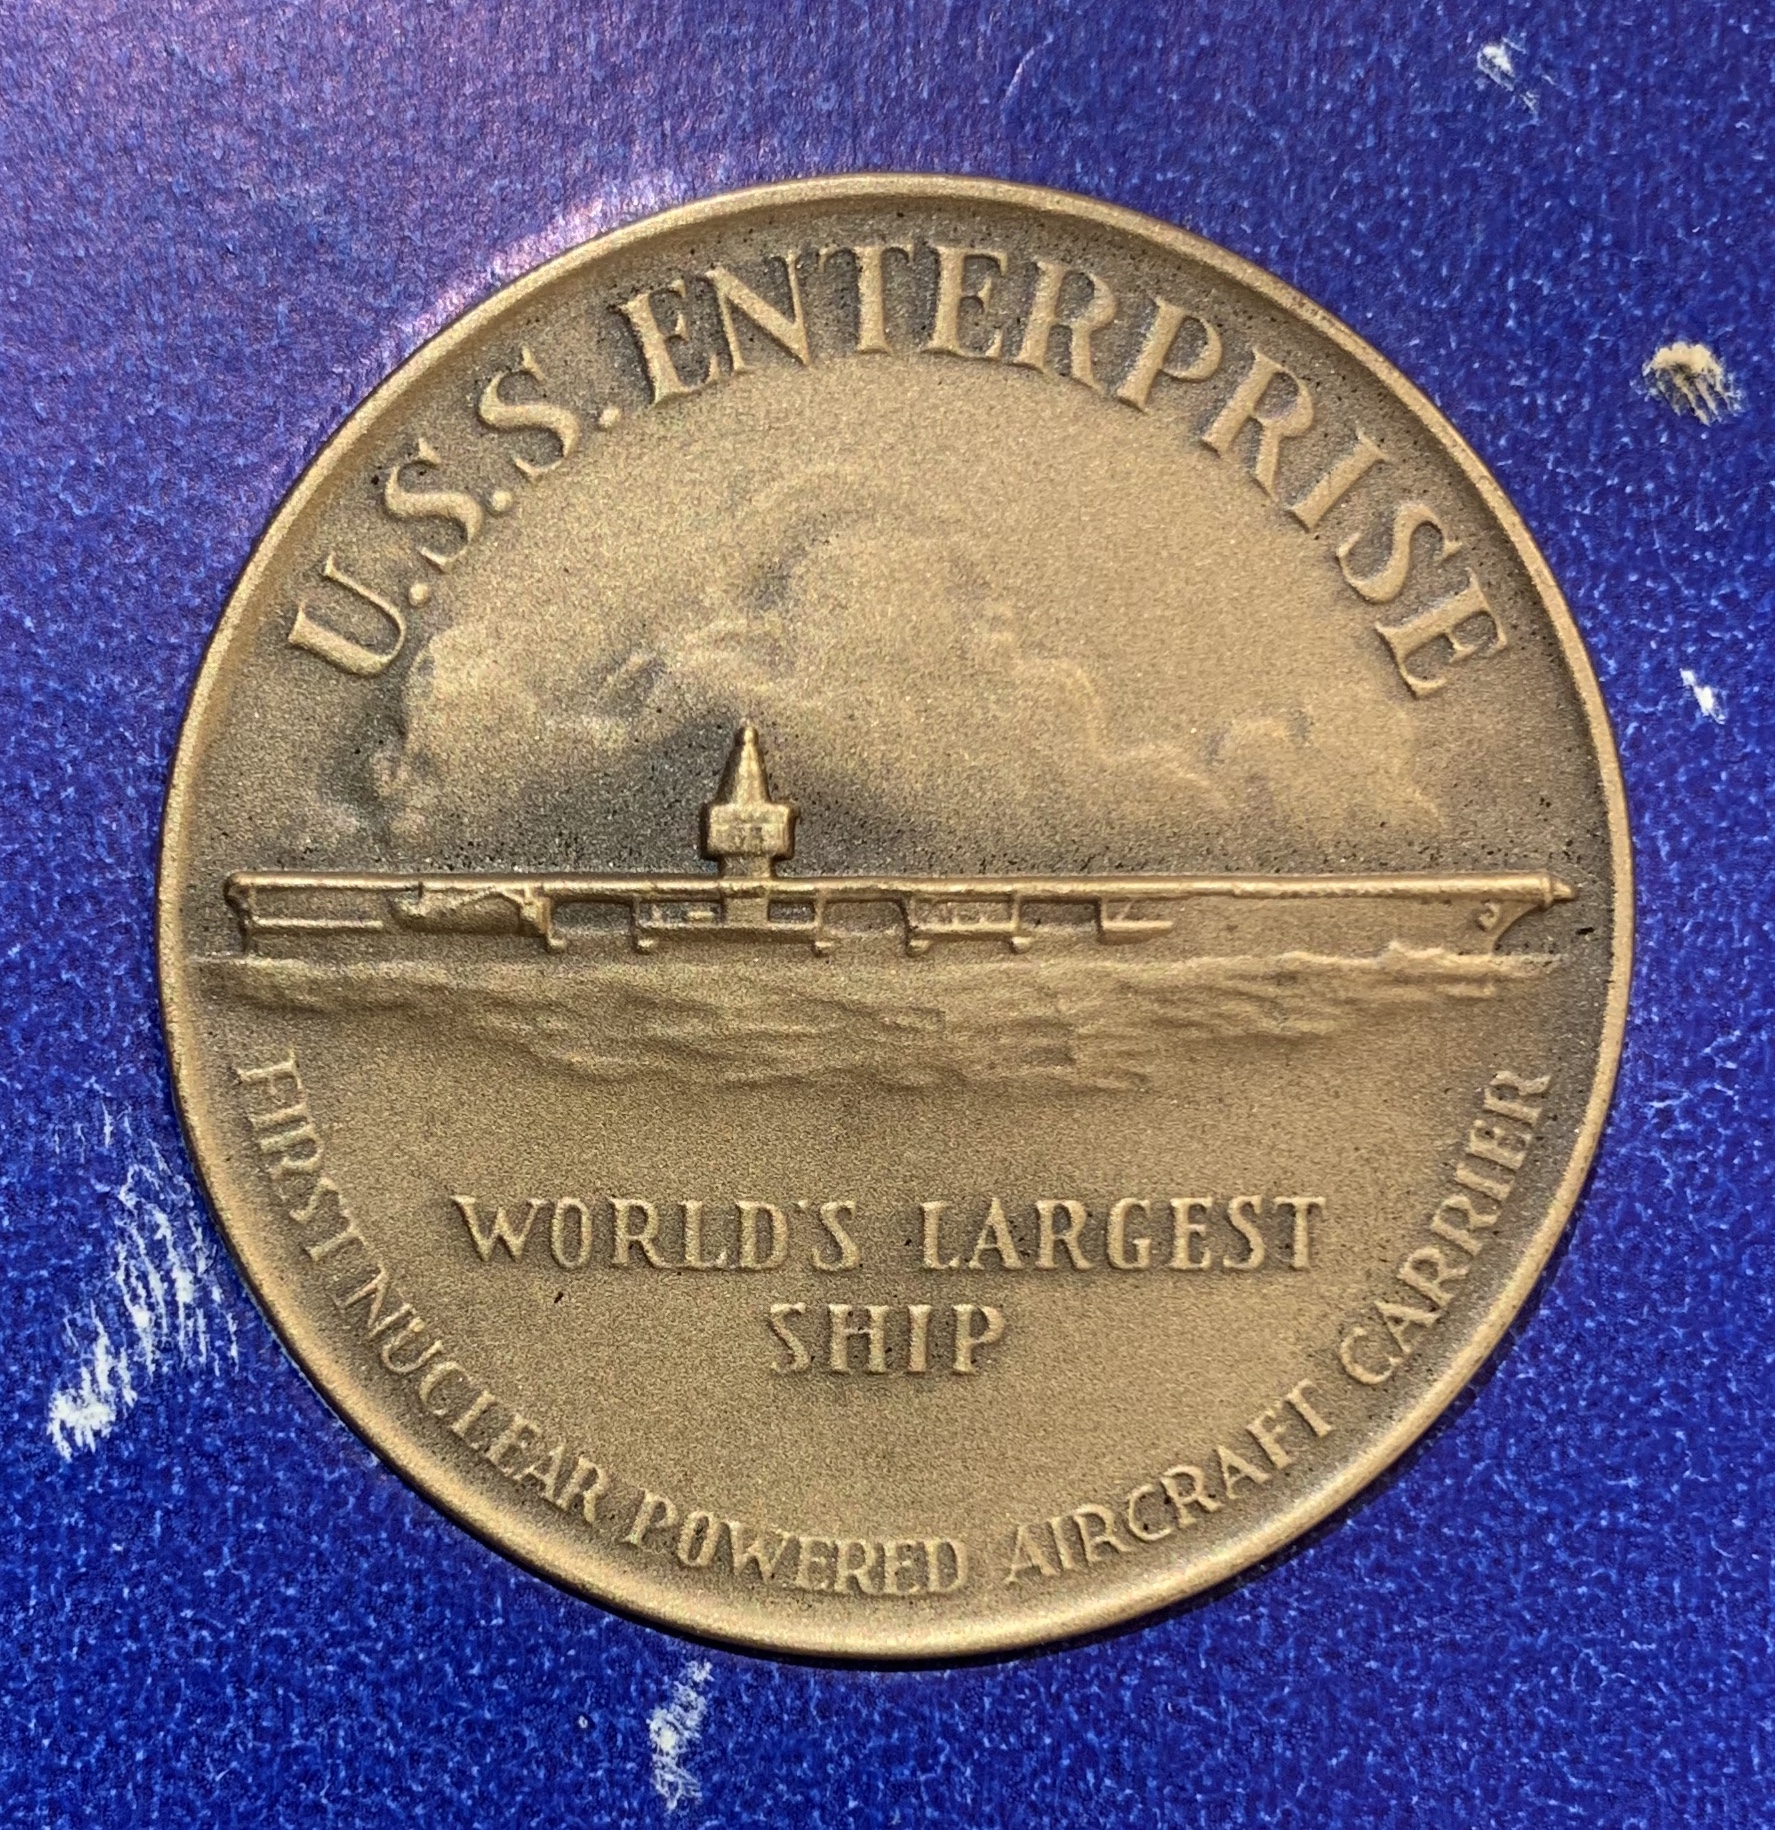 U.S.S. ENTERPRISE
WORLD'S LARGEST
SHIP
FIRST NUCLEAR POWERED AIRCRAFT CARRIER